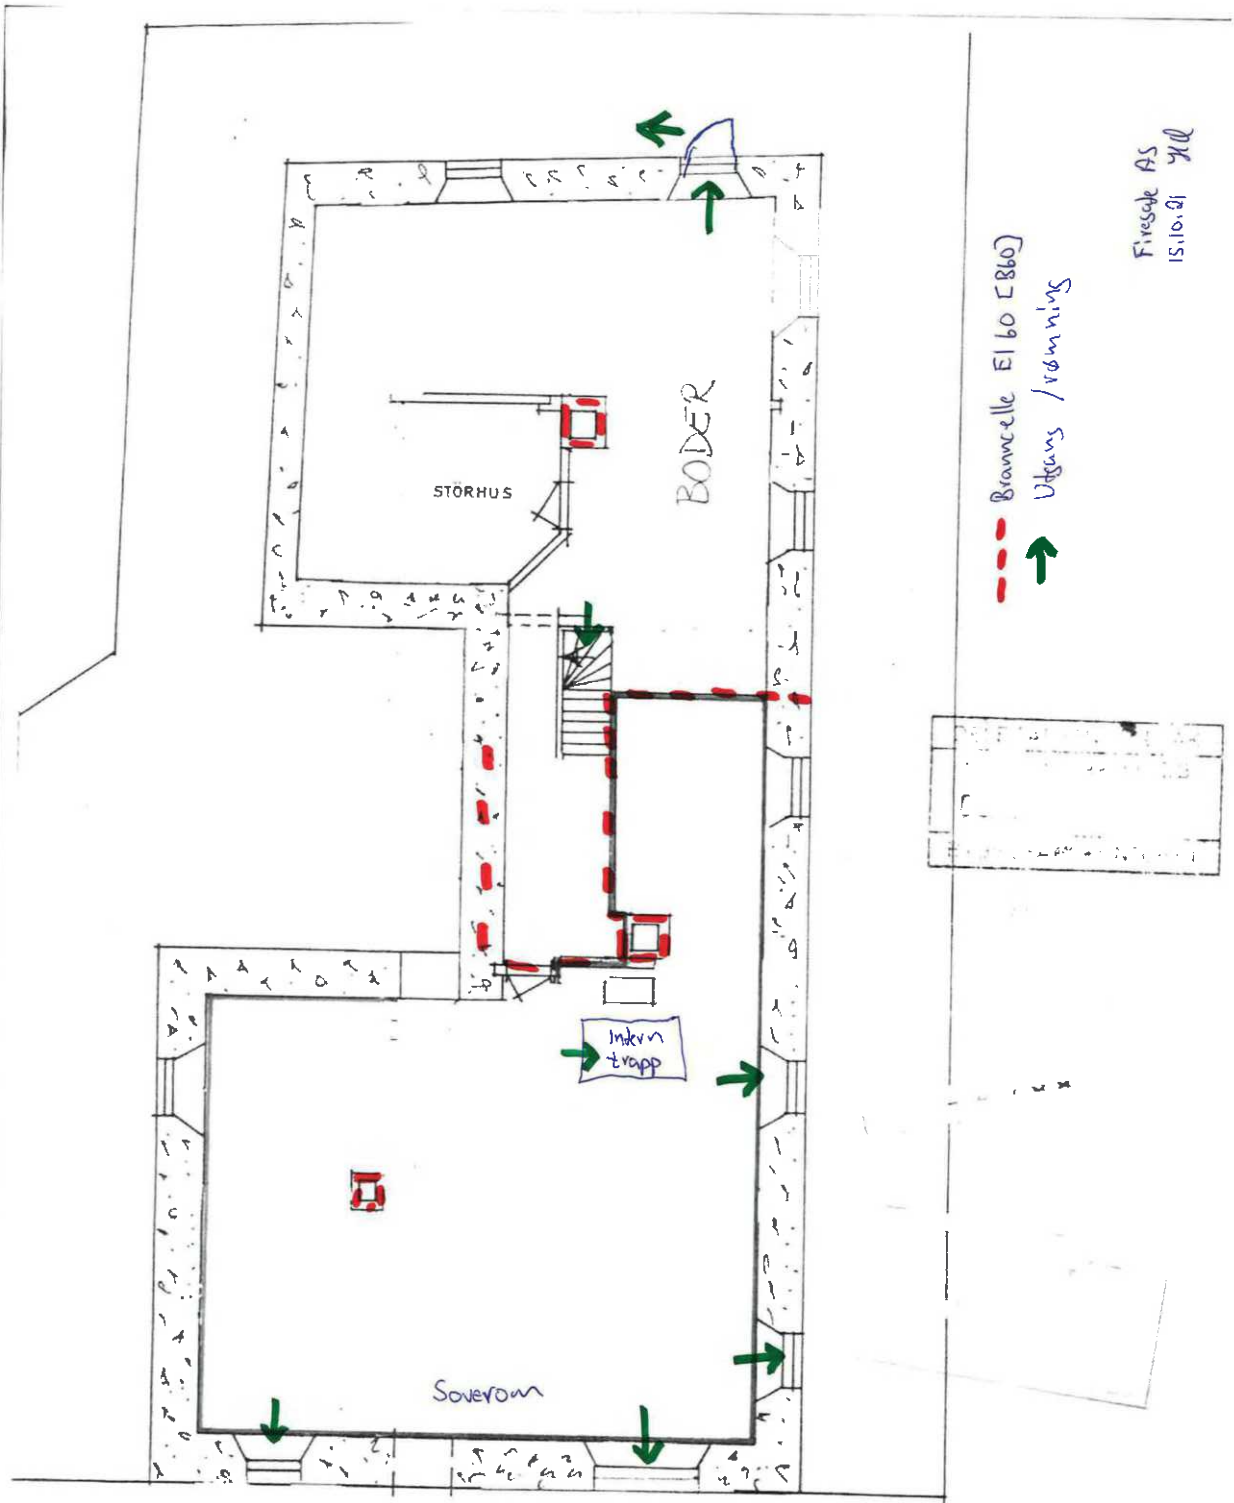 Firesafe AS
15.10.21
Branncelle EI 60 [B60]
Utgang / rømning
BODER
STÖRHUS
Intern
trapp
Soverom